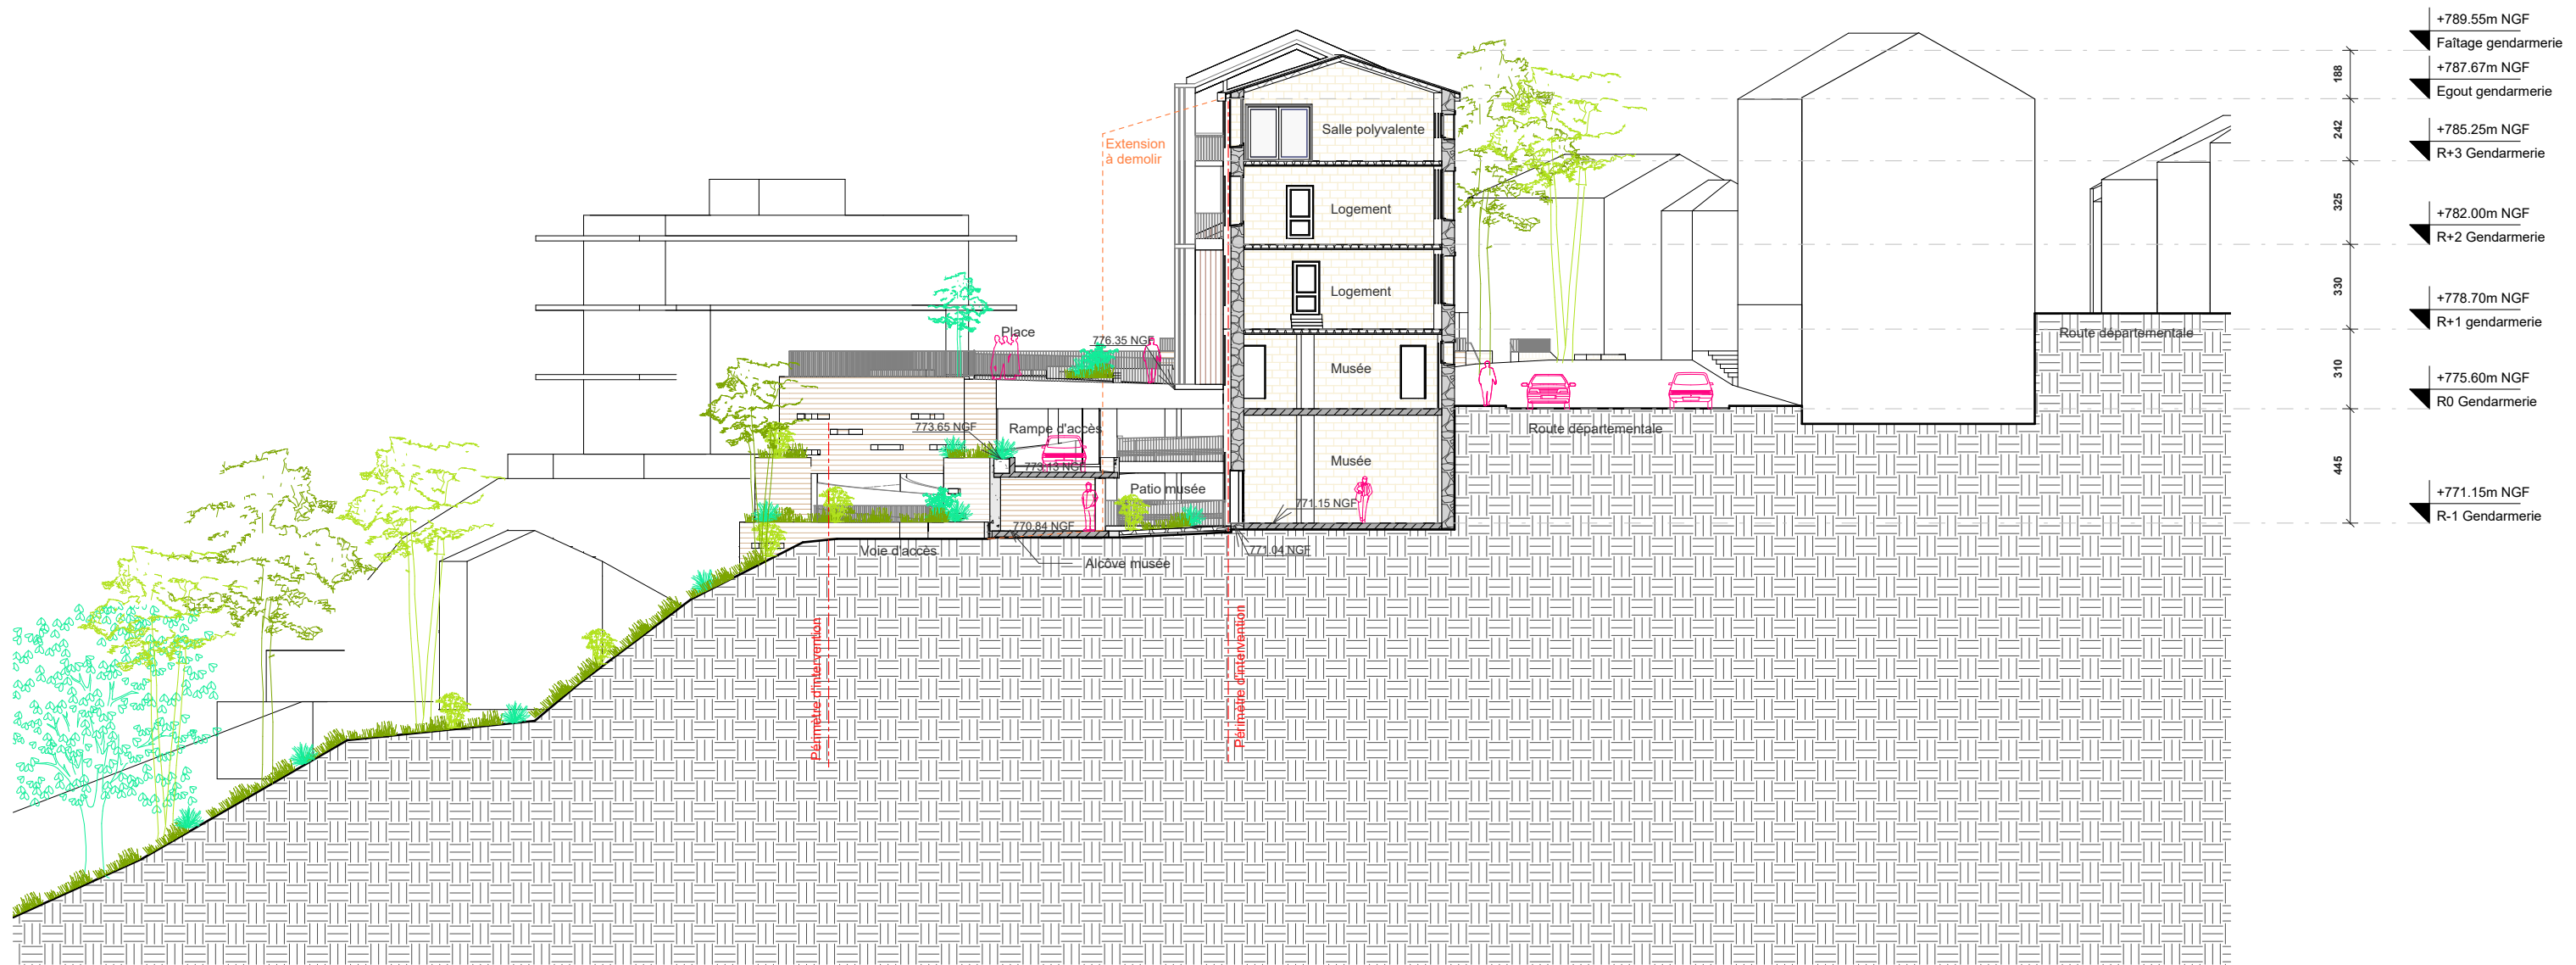 +789.55m NGF
Faîtage gendarmerie
188
+787.67m NGF
Egout gendarmerie
242
+785.25m NGF
R+3 Gendarmerie
325
+782.00m NGF
R+2 Gendarmerie
330
+778.70m NGF
R+1 gendarmerie
310
+775.60m NGF
R0 Gendarmerie
445
+771.15m NGF
R-1 Gendarmerie
Extension
à demolir
Salle polyvalente
Logement
Logement
Place
776.35 NGF
Musée
Route départementale
773.65 NGF
Rampe d'accès
Route départementale
773.13 NGF
Musée
Patio musée
771.15 NGF
770.84 NGF
Voie d'accès
771.04 NGF
Alcôve musée
Périmètre d'intervention
Périmètre d'intervention